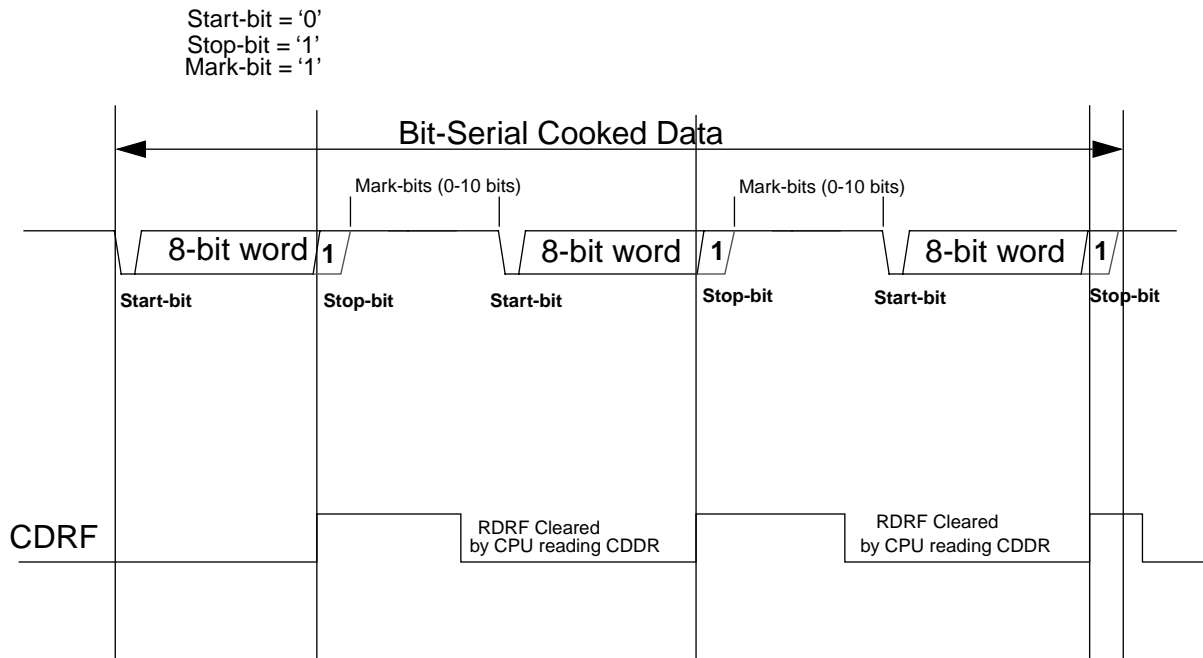 Start-bit = ‘0’
Stop-bit = ‘1’
Mark-bit = ‘1’
Bit-Serial Cooked Data
Mark-bits (0-10 bits)
Mark-bits (0-10 bits)
8-bit word
1
8-bit word
1
8-bit word
1
Start-bit
Stop-bit
Start-bit
Stop-bit
Start-bit
Stop-bit
CDRF
RDRF Cleared
by CPU reading CDDR
RDRF Cleared
by CPU reading CDDR